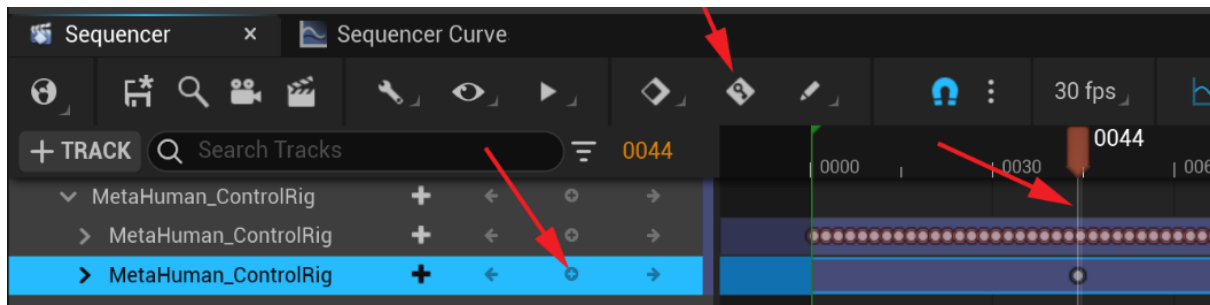 Sequencer × Sequencer Curve
30 fps
+ TRACK Search Tracks 0044
0044
0000 0030 006
MetaHuman_ControlRig
MetaHuman_ControlRig
MetaHuman_ControlRig